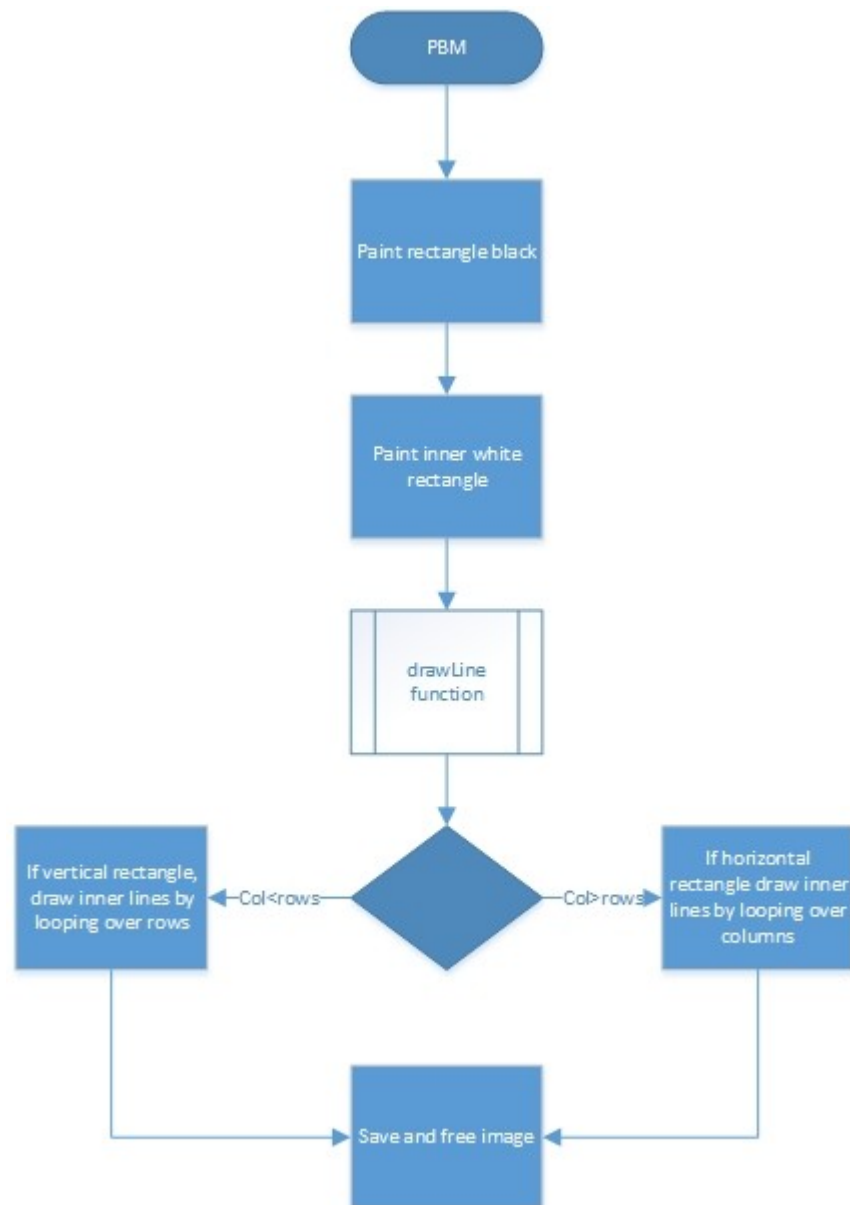 PBM
Paint rectangle black
Paint inner white
rectangle
drawLine
function
If vertical rectangle,
draw inner lines by
looping over rows
Col<rows
Col>rows
If horizontal
rectangle draw inner
lines by looping over
columns
Save and free image